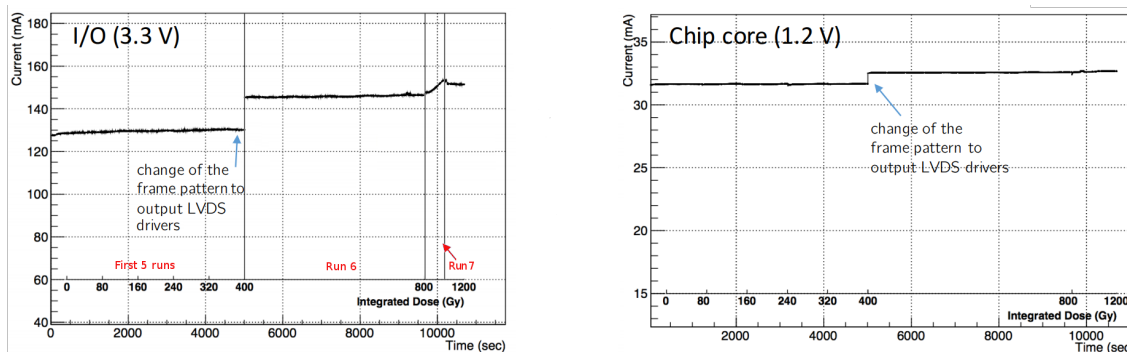 I/O (3.3 V)
Current (mA)
180
160
140
120
100
80
60
40
change of the
frame pattern to
output LVDS
drivers
First 5 runs
Run 6
Run7
0 80 160 240 320 400 800 1200
Integrated Dose (Gy)
0 2000 4000 6000 8000 10000
Time (sec)
Chip core (1.2 V)
Current (mA)
35
30
25
20
15
change of the
frame pattern to
output LVDS drivers
0 80 160 240 320 400 800 1200
Integrated Dose (Gy)
2000 4000 6000 8000 10000
Time (sec)